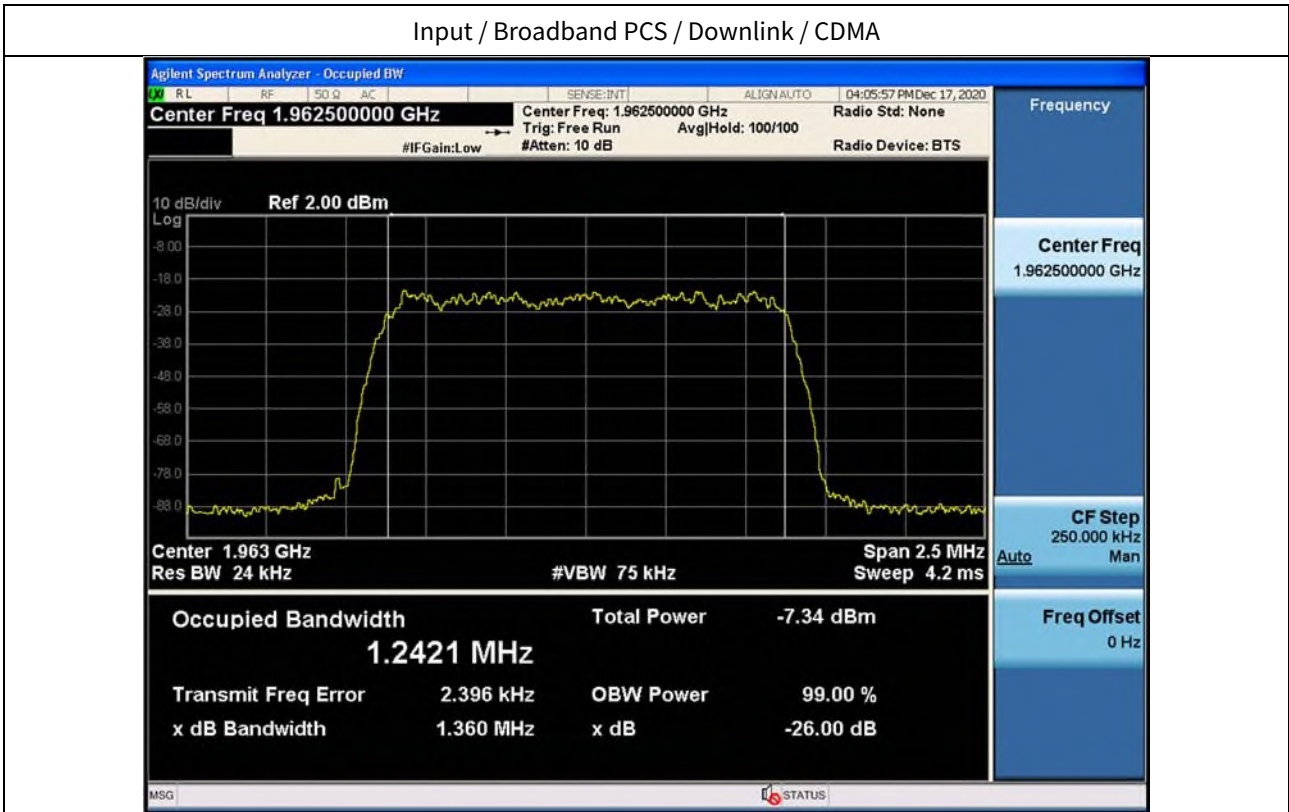 Input / Broadband PCS / Downlink / CDMA
Agilent Spectrum Analyzer - Occupied BW
LXI RL RF 50 Ω AC SENSE:INT ALIGN AUTO 04:05:57 PM Dec 17, 2020
Center Freq 1.962500000 GHz Center Freq: 1.962500000 GHz Radio Std: None Frequency
Trig: Free Run Avg|Hold: 100/100
#IFGain:Low #Atten: 10 dB Radio Device: BTS
10 dB/div Ref 2.00 dBm
Log
-8.00
Center Freq
1.962500000 GHz
-18.0
-28.0
-38.0
-48.0
-58.0
-68.0
-78.0
-88.0
Center 1.963 GHz Span 2.5 MHz
Res BW 24 kHz #VBW 75 kHz Sweep 4.2 ms
CF Step
250.000 kHz
Auto Man
Occupied Bandwidth Total Power -7.34 dBm
1.2421 MHz
Freq Offset
0 Hz
Transmit Freq Error 2.396 kHz OBW Power 99.00 %
x dB Bandwidth 1.360 MHz x dB -26.00 dB
MSG STATUS